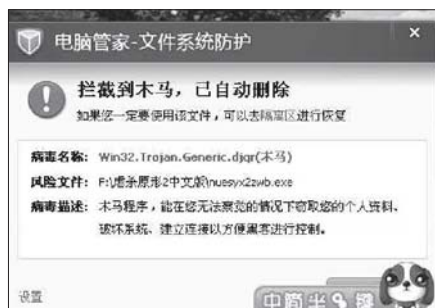 电脑管家-文件系统防护
拦截到木马，已自动删除
如果您一定要使用该文件，可以去隔离区进行恢复
病毒名称： Win32.Trojan.Generic.djqr(木马)
风险文件： F:\虐杀原形2中文版\nuesyx2zwb.exe
病毒描述： 木马程序，能在您无法察觉的情况下窃取您的个人资料、
破坏系统、建立连接以方便黑客进行控制。
设置
中简半